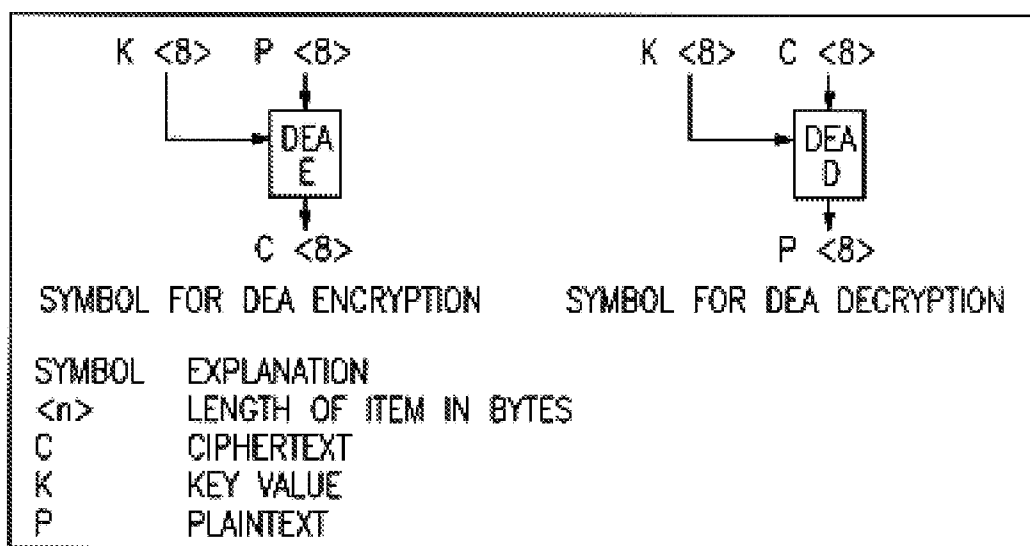 K <8> P <8>
K <8> C <8>
DEA
E
DEA
D
C <8>
P <8>
SYMBOL FOR DEA ENCRYPTION
SYMBOL FOR DEA DECRYPTION
SYMBOL EXPLANATION
<n> LENGTH OF ITEM IN BYTES
C CIPHERTEXT
K KEY VALUE
P PLAINTEXT